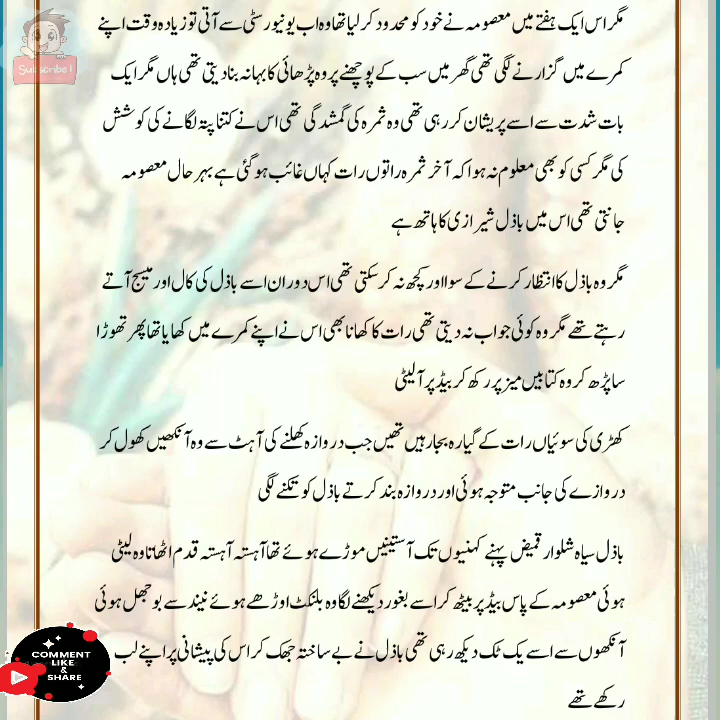 مگر اس ایک ہفتے میں معصومہ نے خود کو محدود کر لیا تھا وہ اب یونیورسٹی سے آتی تو زیادہ وقت اپنے
کمرے میں گزارنے لگی تھی گھر میں سب کے پوچھنے پر وہ پڑھائی کا بہانہ بنا دیتی تھی ہاں مگر ایک
بات شدت سے اسے پریشان کر رہی تھی وہ ثمرہ کی گمشدگی تھی اس نے کتنا پتہ لگانے کی کوشش
کی مگر کسی کو بھی معلوم نہ ہوا کہ آخر ثمرہ راتوں رات کہاں غائب ہو گئی ہے بہر حال معصومہ
جانتی تھی اس میں باذل شیرازی کا ہاتھ ہے
مگر وہ باذل کا انتظار کرنے کے سوا اور کچھ نہ کر سکتی تھی اس دوران اسے باذل کی کال اور میسج آتے
رہتے تھے مگر وہ کوئی جواب نہ دیتی تھی رات کا کھانا بھی اس نے اپنے کمرے میں کھایا تھا پھر تھوڑا
سا پڑھ کر وہ کتابیں میز پر رکھ کر بیڈ پر آ لیٹی
کھڑی کی سوئیاں رات کے گیارہ بجا رہیں تھیں جب دروازہ کھلنے کی آہٹ سے وہ آنکھیں کھول کر
دروازے کی جانب متوجہ ہوئی اور دروازہ بند کرتے باذل کو تکنے لگی
باذل سیاہ شلوار قمیض پہنے کہنیوں تک آستینیں موڑے ہوئے تھا آہستہ آہستہ قدم اٹھاتا وہ لیٹی
ہوئی معصومہ کے پاس بیڈ پر بیٹھ کر اسے بغور دیکھنے لگا وہ بلنکٹ اوڑھے ہوئے نیند سے بوجھل ہوئی
آنکھوں سے اسے یک ٹک دیکھ رہی تھی باذل نے بے ساختہ جھک کر اس کی پیشانی پر اپنے لب
رکھے تھے
Subscribe!
COMMENT
LIKE
&
SHARE